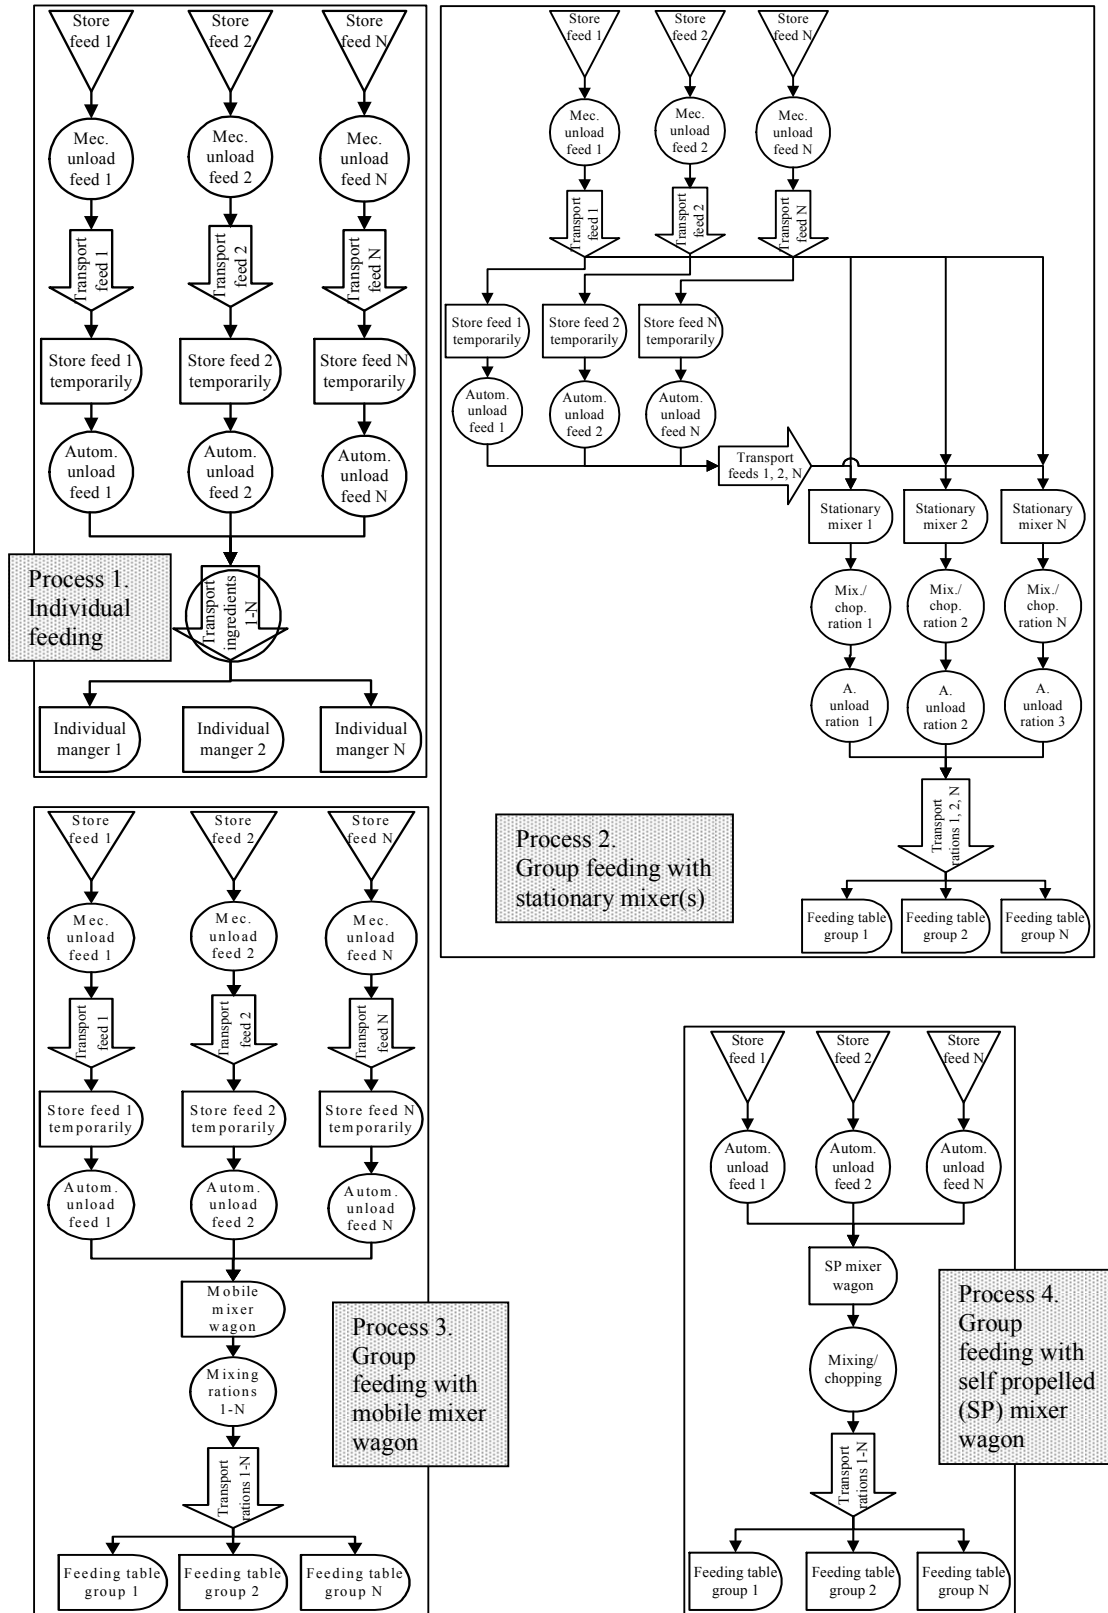 Store
feed 1
Store
feed 2
Store
feed N
Mec.
unload
feed 1
Mec.
unload
feed 2
Mec.
unload
feed N
Transport
feed 1
Transport
feed 2
Transport
feed N
Store feed 1
temporarily
Store feed 2
temporarily
Store feed N
temporarily
Autom.
unload
feed 1
Autom.
unload
feed 2
Autom.
unload
feed N
Process 1.
Individual
feeding
Transport
ingredients
1-N
Individual
manger 1
Individual
manger 2
Individual
manger N
Store
feed 1
Store
feed 2
Store
feed N
Mec.
unload
feed 1
Mec.
unload
feed 2
Mec.
unload
feed N
Transport
feed 1
Transport
feed 2
Transport
feed N
Store feed 1
temporarily
Store feed 2
temporarily
Store feed N
temporarily
Autom.
unload
feed 1
Autom.
unload
feed 2
Autom.
unload
feed N
Transport
feeds 1, 2, N
Stationary
mixer 1
Stationary
mixer 2
Stationary
mixer N
Mix./
chop.
ration 1
Mix./
chop.
ration 2
Mix./
chop.
ration N
A.
unload
ration 1
A.
unload
ration 2
A.
unload
ration 3
Transport
rations 1, 2, N
Process 2.
Group feeding with
stationary mixer(s)
Feeding table
group 1
Feeding table
group 2
Feeding table
group N
Store
feed 1
Store
feed 2
Store
feed N
Mec.
unload
feed 1
Mec.
unload
feed 2
Mec.
unload
feed N
Transport
feed 1
Transport
feed 2
Transport
feed N
Store feed 1
temporarily
Store feed 2
temporarily
Store feed N
temporarily
Autom.
unload
feed 1
Autom.
unload
feed 2
Autom.
unload
feed N
Mobile
mixer
wagon
Mixing
rations
1-N
Process 3.
Group
feeding with
mobile mixer
wagon
Transport
rations 1-N
Feeding table
group 1
Feeding table
group 2
Feeding table
group N
Store
feed 1
Store
feed 2
Store
feed N
Autom.
unload
feed 1
Autom.
unload
feed 2
Autom.
unload
feed N
SP mixer
wagon
Mixing/
chopping
Process 4.
Group
feeding with
self propelled
(SP) mixer
wagon
Transport
rations 1-N
Feeding table
group 1
Feeding table
group 2
Feeding table
group N